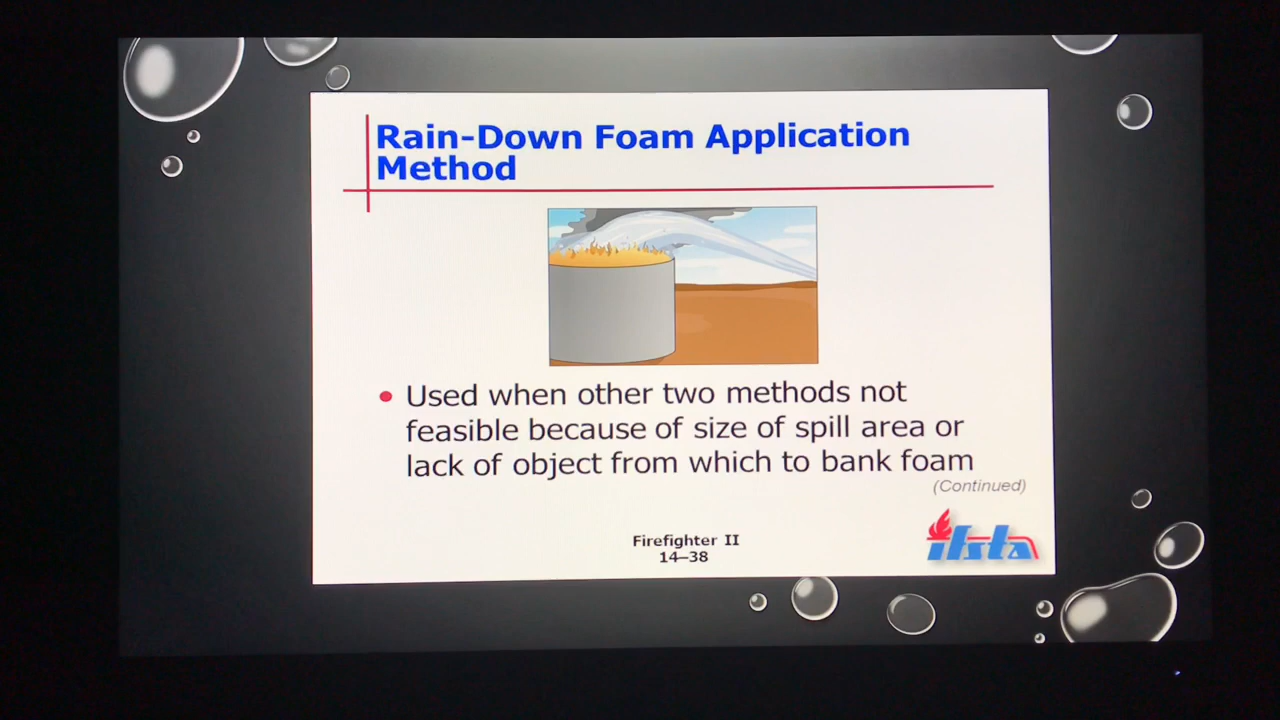 Rain-Down Foam Application
Method
• Used when other two methods not
feasible because of size of spill area or
lack of object from which to bank foam
(Continued)
Firefighter II
14–38
ifsta